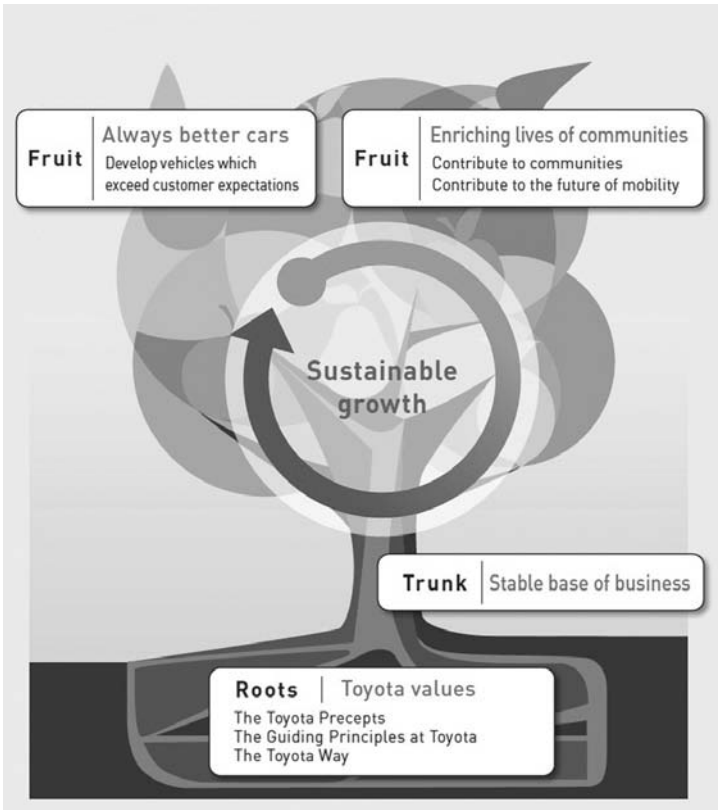 Fruit
Always better cars
Develop vehicles which
exceed customer expectations
Fruit
Enriching lives of communities
Contribute to communities
Contribute to the future of mobility
Sustainable
growth
Trunk
Stable base of business
Roots
Toyota values
The Toyota Precepts
The Guiding Principles at Toyota
The Toyota Way